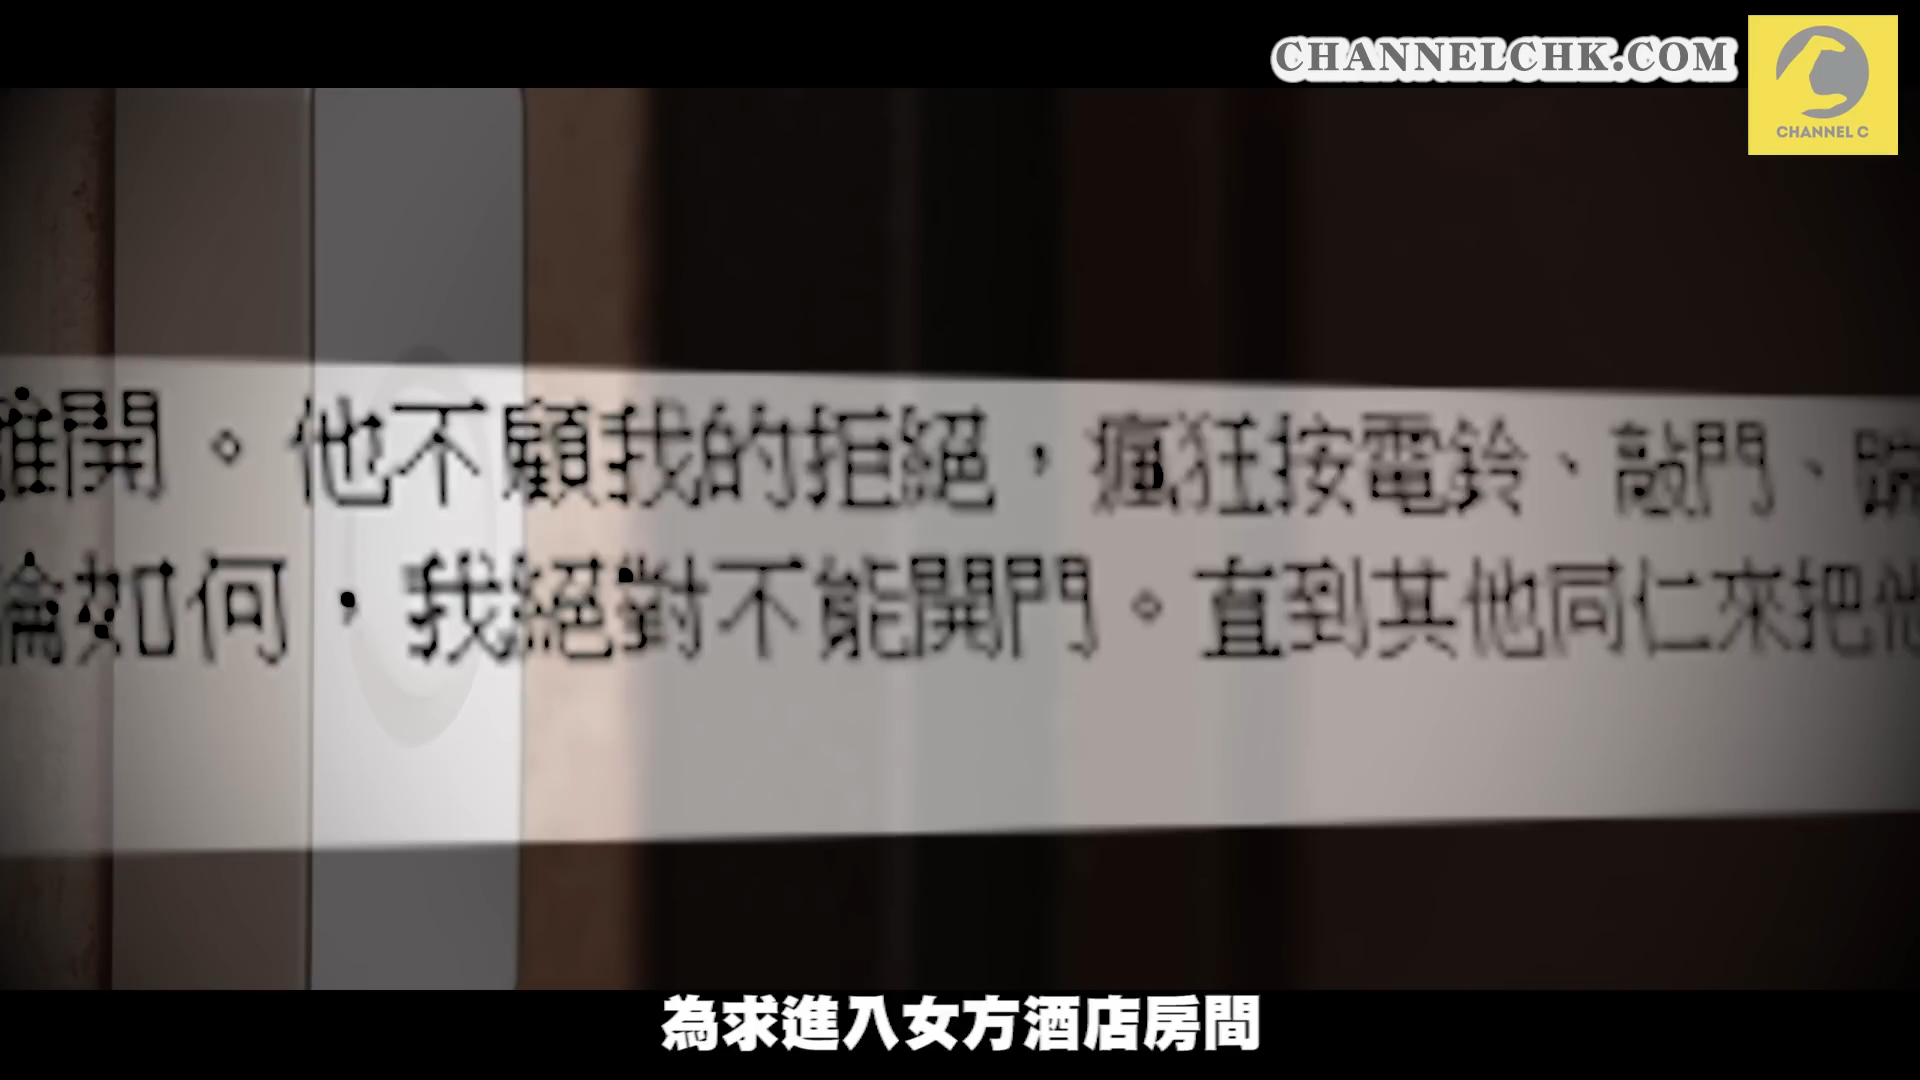 CHANNELCHK.COM
CHANNEL C
開。他不顧我的拒絕，瘋狂按電鈴、敲門、
如何，我絕對不能開門。直到其他同仁來把他
為求進入女方酒店房間